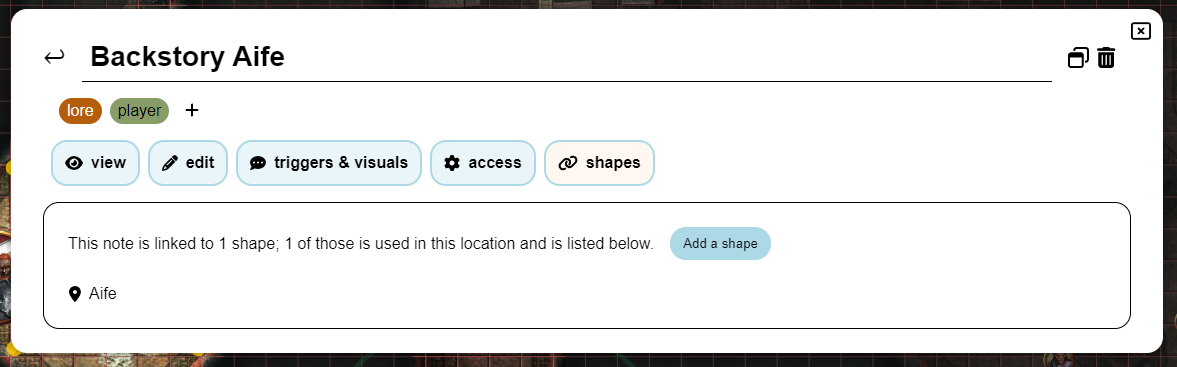 Backstory Aife
lore player +
view edit triggers & visuals access shapes
This note is linked to 1 shape; 1 of those is used in this location and is listed below. Add a shape
Aife